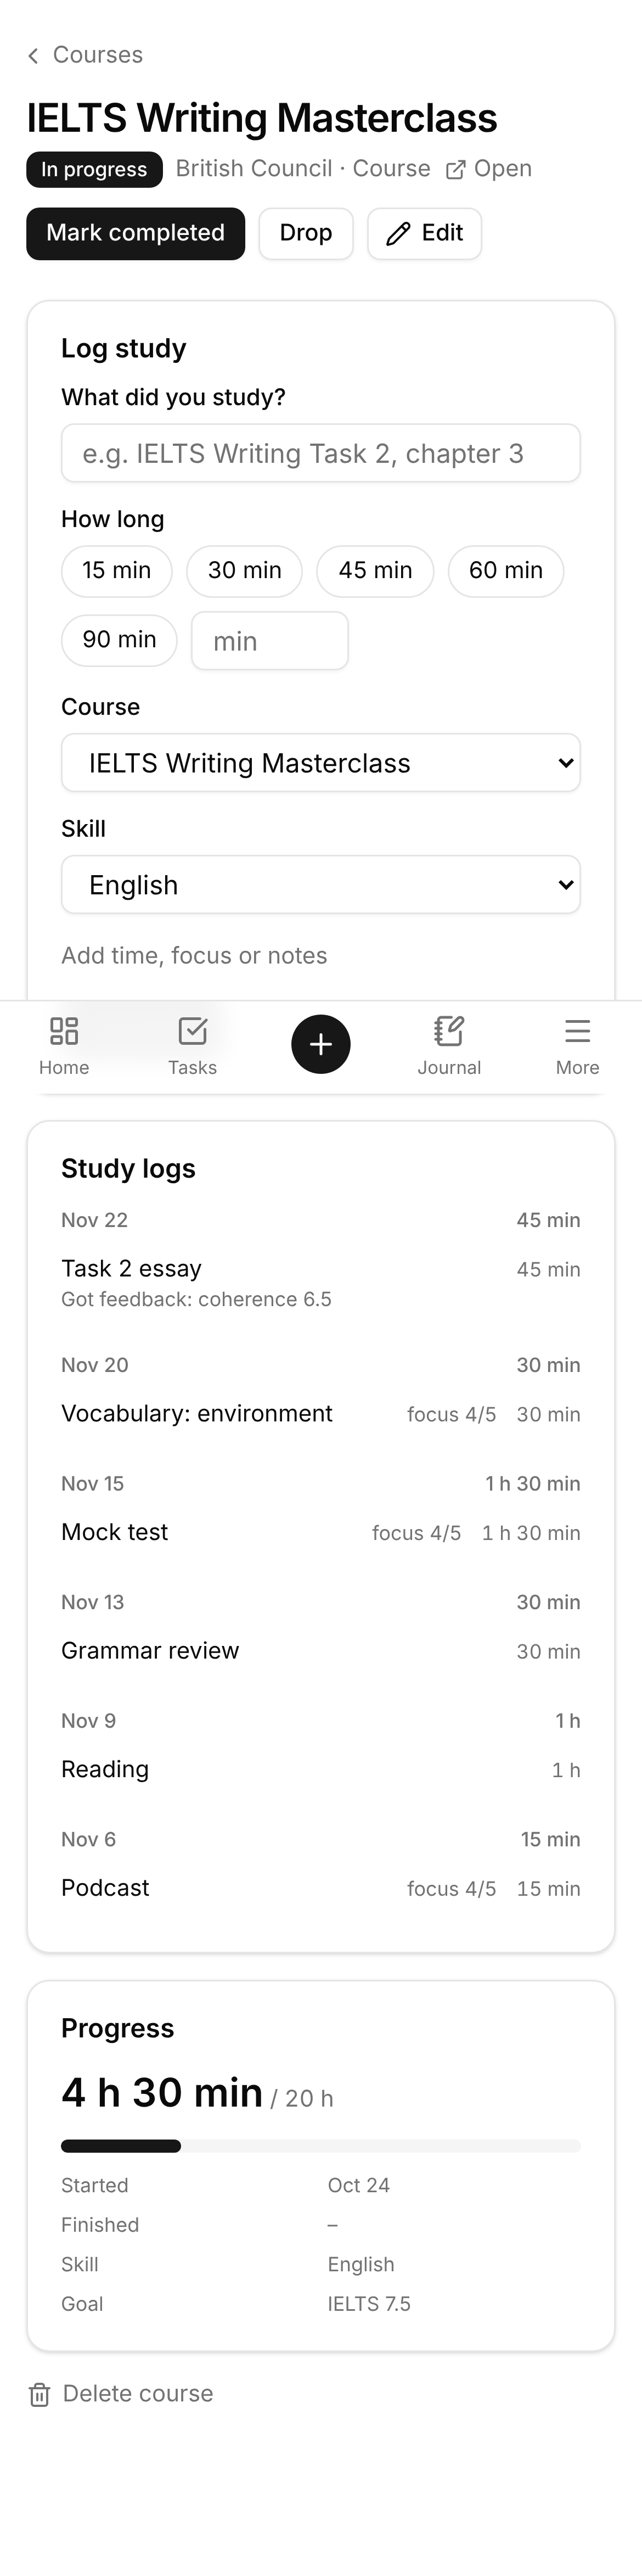 Courses
IELTS Writing Masterclass
In progress British Council · Course Open
Mark completed Drop Edit
Log study
What did you study?
e.g. IELTS Writing Task 2, chapter 3
How long
15 min 30 min 45 min 60 min
90 min min
Course
IELTS Writing Masterclass
Skill
English
Add time, focus or notes
Home Tasks Journal More
Study logs
Nov 22 45 min
Task 2 essay 45 min
Got feedback: coherence 6.5
Nov 20 30 min
Vocabulary: environment focus 4/5 30 min
Nov 15 1 h 30 min
Mock test focus 4/5 1 h 30 min
Nov 13 30 min
Grammar review 30 min
Nov 9 1 h
Reading 1 h
Nov 6 15 min
Podcast focus 4/5 15 min
Progress
4 h 30 min / 20 h
Started Oct 24
Finished –
Skill English
Goal IELTS 7.5
Delete course